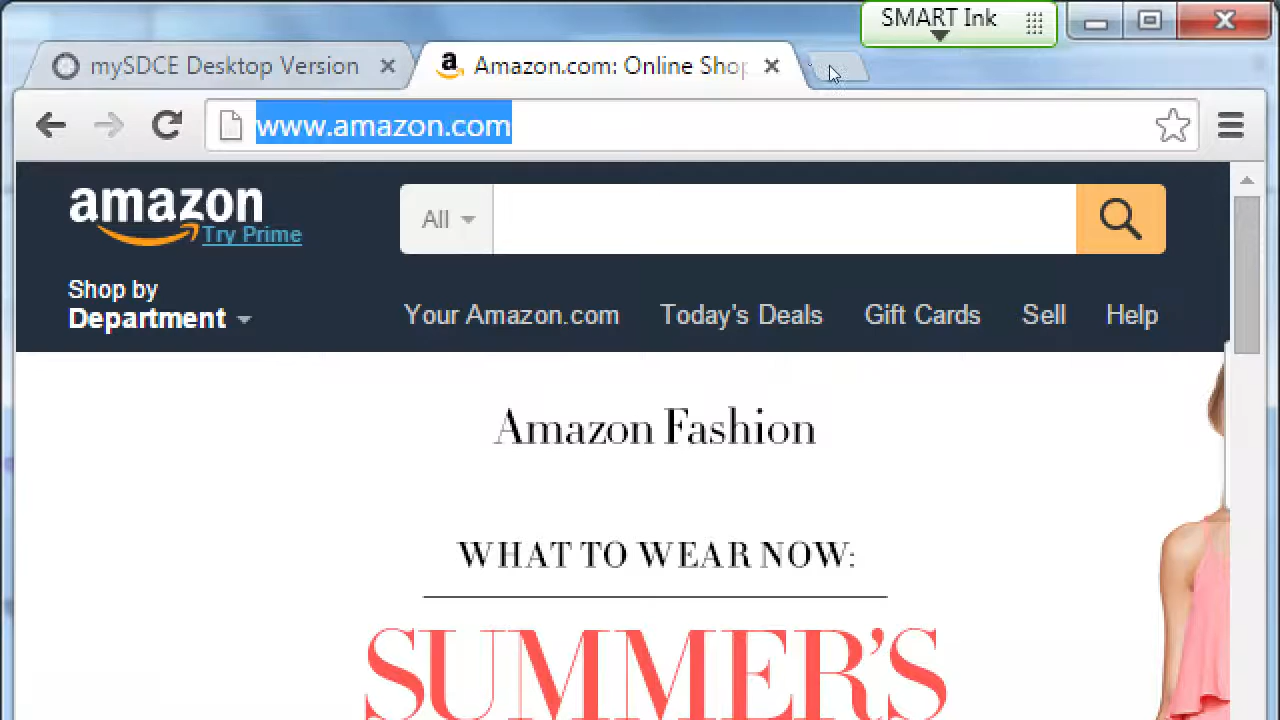 SMART Ink
mySDCE Desktop Version
Amazon.com: Online Shop
www.amazon.com
amazon
Try Prime
All
Shop by
Department
Your Amazon.com
Today's Deals
Gift Cards
Sell
Help
Amazon Fashion
WHAT TO WEAR NOW:
SUMMER'S